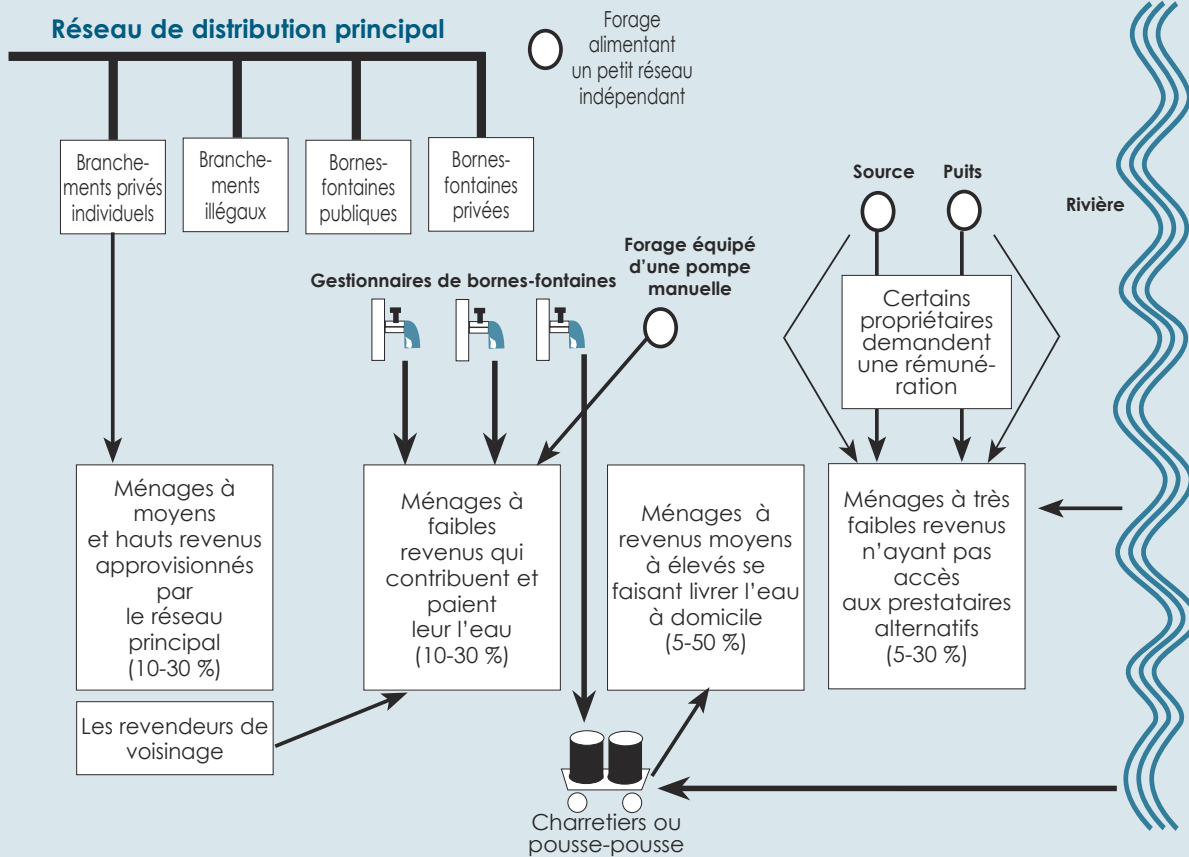 Réseau de distribution principal
Forage
alimentant
un petit réseau
indépendant
Branche-
ments privés
individuels
Branche-
ments
illégaux
Bornes-
fontaines
publiques
Bornes-
fontaines
privées
Source
Puits
Rivière
Gestionnaires de bornes-fontaines
Forage équipé
d'une pompe
manuelle
Certains
propriétaires
demandent
une rémuné-
ration
Ménages à
moyens
et hauts revenus
approvisionnés
par
le réseau
principal
(10-30 %)
Ménages à
faibles
revenus qui
contribuent et
paient
leur l'eau
(10-30 %)
Ménages à
revenus moyens
à élevés se
faisant livrer l'eau
à domicile
(5-50 %)
Ménages à très
faibles revenus
n'ayant pas
accès
aux prestataires
alternatifs
(5-30 %)
Les revendeurs de
voisinage
Charretiers ou
pousse-pousse